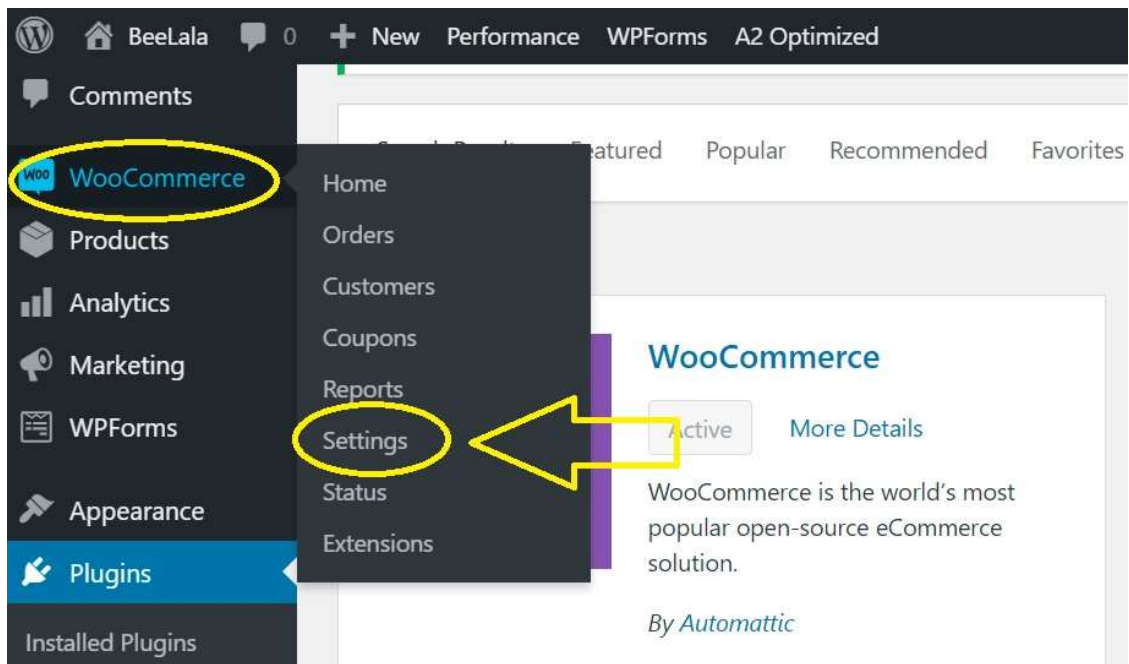 BeeLala 0 + New Performance WPForms A2 Optimized
Comments
Featured Popular Recommended Favorites
Woo WooCommerce
Home
Products
Orders
Customers
Analytics
Coupons
Marketing
WooCommerce
Reports
WPForms
Settings
Active More Details
Status
WooCommerce is the world's most
Appearance
popular open-source eCommerce
Extensions
solution.
Plugins
By Automattic
Installed Plugins